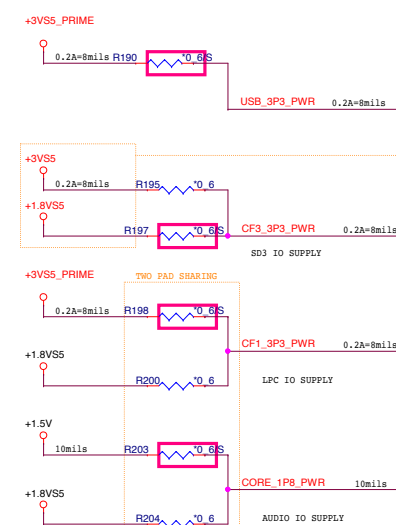 +3VS5_PRIME
0.2A=8mils R190 *0_6/S
USB_3P3_PWR 0.2A=8mils
+3VS5
0.2A=8mils R195 *0_6
+1.8VS5
R197 *0_6/S CF3_3P3_PWR 0.2A=8mils
SD3 IO SUPPLY
+3VS5_PRIME TWO PAD SHARING
0.2A=8mils R198 *0_6/S
CF1_3P3_PWR 0.2A=8mils
+1.8VS5
R200 *0_6 LPC IO SUPPLY
+1.5V
10mils R203 *0_6/S
CORE_1P8_PWR 10mils
+1.8VS5
R204 *0_6 AUDIO IO SUPPLY